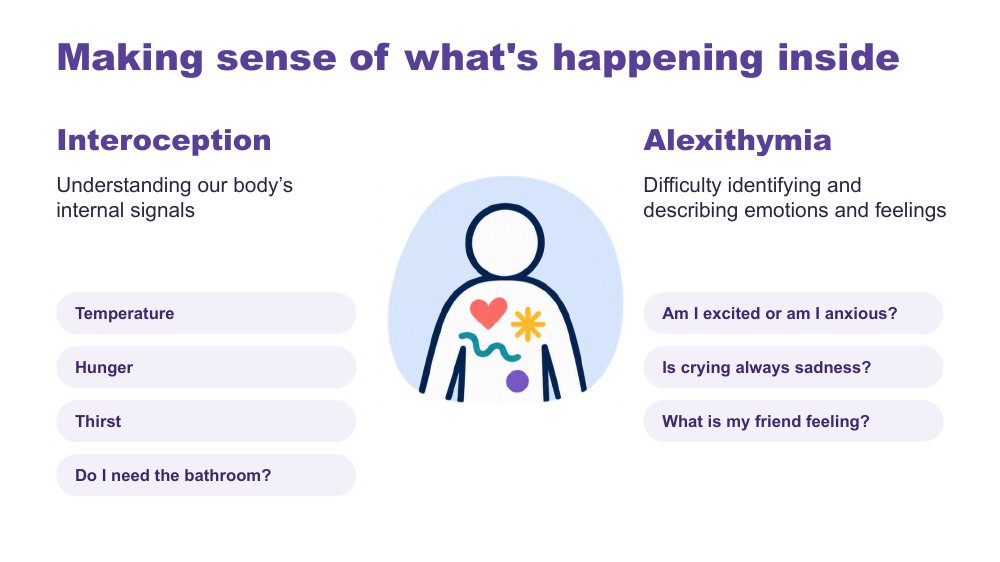 Making sense of what's happening inside
Interoception
Understanding our body’s
internal signals
Temperature
Hunger
Thirst
Do I need the bathroom?
Alexithymia
Difficulty identifying and
describing emotions and feelings
Am I excited or am I anxious?
Is crying always sadness?
What is my friend feeling?